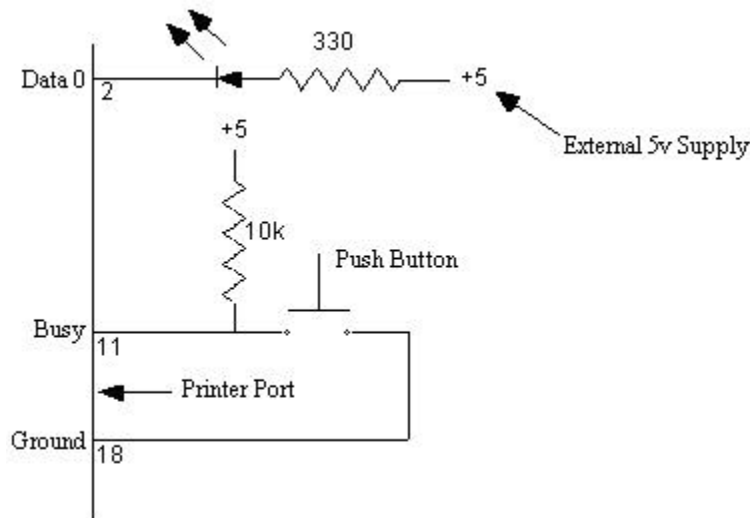 330
Data 0
2
+5
External 5v Supply
+5
10k
Push Button
Busy
11
Printer Port
Ground
18